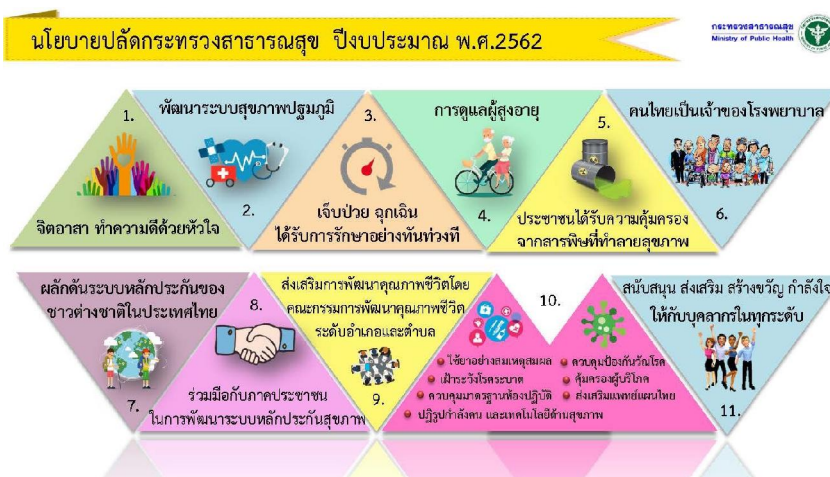 นโยบายปลัดกระทรวงสาธารณสุข ปีงบประมาณ พ.ศ.2562
กระทรวงสาธารณสุข
Ministry of Public Health
1.
จิตอาสา ทำความดีด้วยหัวใจ
พัฒนาระบบสุขภาพปฐมภูมิ
2.
3.
เจ็บป่วย ฉุกเฉิน
ได้รับการรักษาอย่างทันท่วงที
การดูแลผู้สูงอายุ
4.
5.
ประชาชนได้รับความคุ้มครอง
จากสารพิษที่ทำลายสุขภาพ
คนไทยเป็นเจ้าของโรงพยาบาล
6.
ผลักดันระบบหลักประกันของ
ชาวต่างชาติในประเทศไทย
7.
8.
ร่วมมือกับภาคประชาชน
ในการพัฒนาระบบหลักประกันสุขภาพ
ส่งเสริมการพัฒนาคุณภาพชีวิตโดย
คณะกรรมการพัฒนาคุณภาพชีวิต
ระดับอำเภอและตำบล
9.
10.
ใช้ยาอย่างสมเหตุสมผล
เฝ้าระวังโรคระบาด
ควบคุมมาตรฐานห้องปฏิบัติ
ปฏิรูปกำลังคน และเทคโนโลยีด้านสุขภาพ
ควบคุมป้องกันวัณโรค
คุ้มครองผู้บริโภค
ส่งเสริมแพทย์แผนไทย
สนับสนุน ส่งเสริม สร้างขวัญ กำลังใจ
ให้กับบุคลากรในทุกระดับ
11.